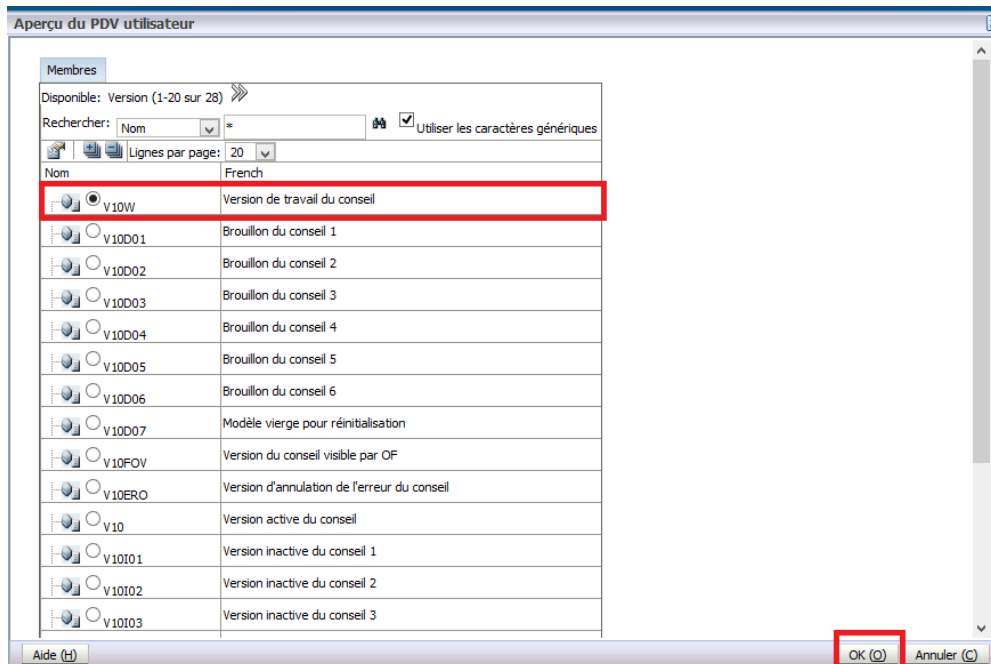 Aperçu du PDV utilisateur
Membres
Disponible: Version (1-20 sur 28)
Rechercher: Nom * Utiliser les caractères génériques
Lignes par page: 20
Nom French
V10W Version de travail du conseil
V10D01 Brouillon du conseil 1
V10D02 Brouillon du conseil 2
V10D03 Brouillon du conseil 3
V10D04 Brouillon du conseil 4
V10D05 Brouillon du conseil 5
V10D06 Brouillon du conseil 6
V10D07 Modèle vierge pour réinitialisation
V10FOV Version du conseil visible par OF
V10ERO Version d'annulation de l'erreur du conseil
V10 Version active du conseil
V10I01 Version inactive du conseil 1
V10I02 Version inactive du conseil 2
V10I03 Version inactive du conseil 3
Aide (H) OK (O) Annuler (C)